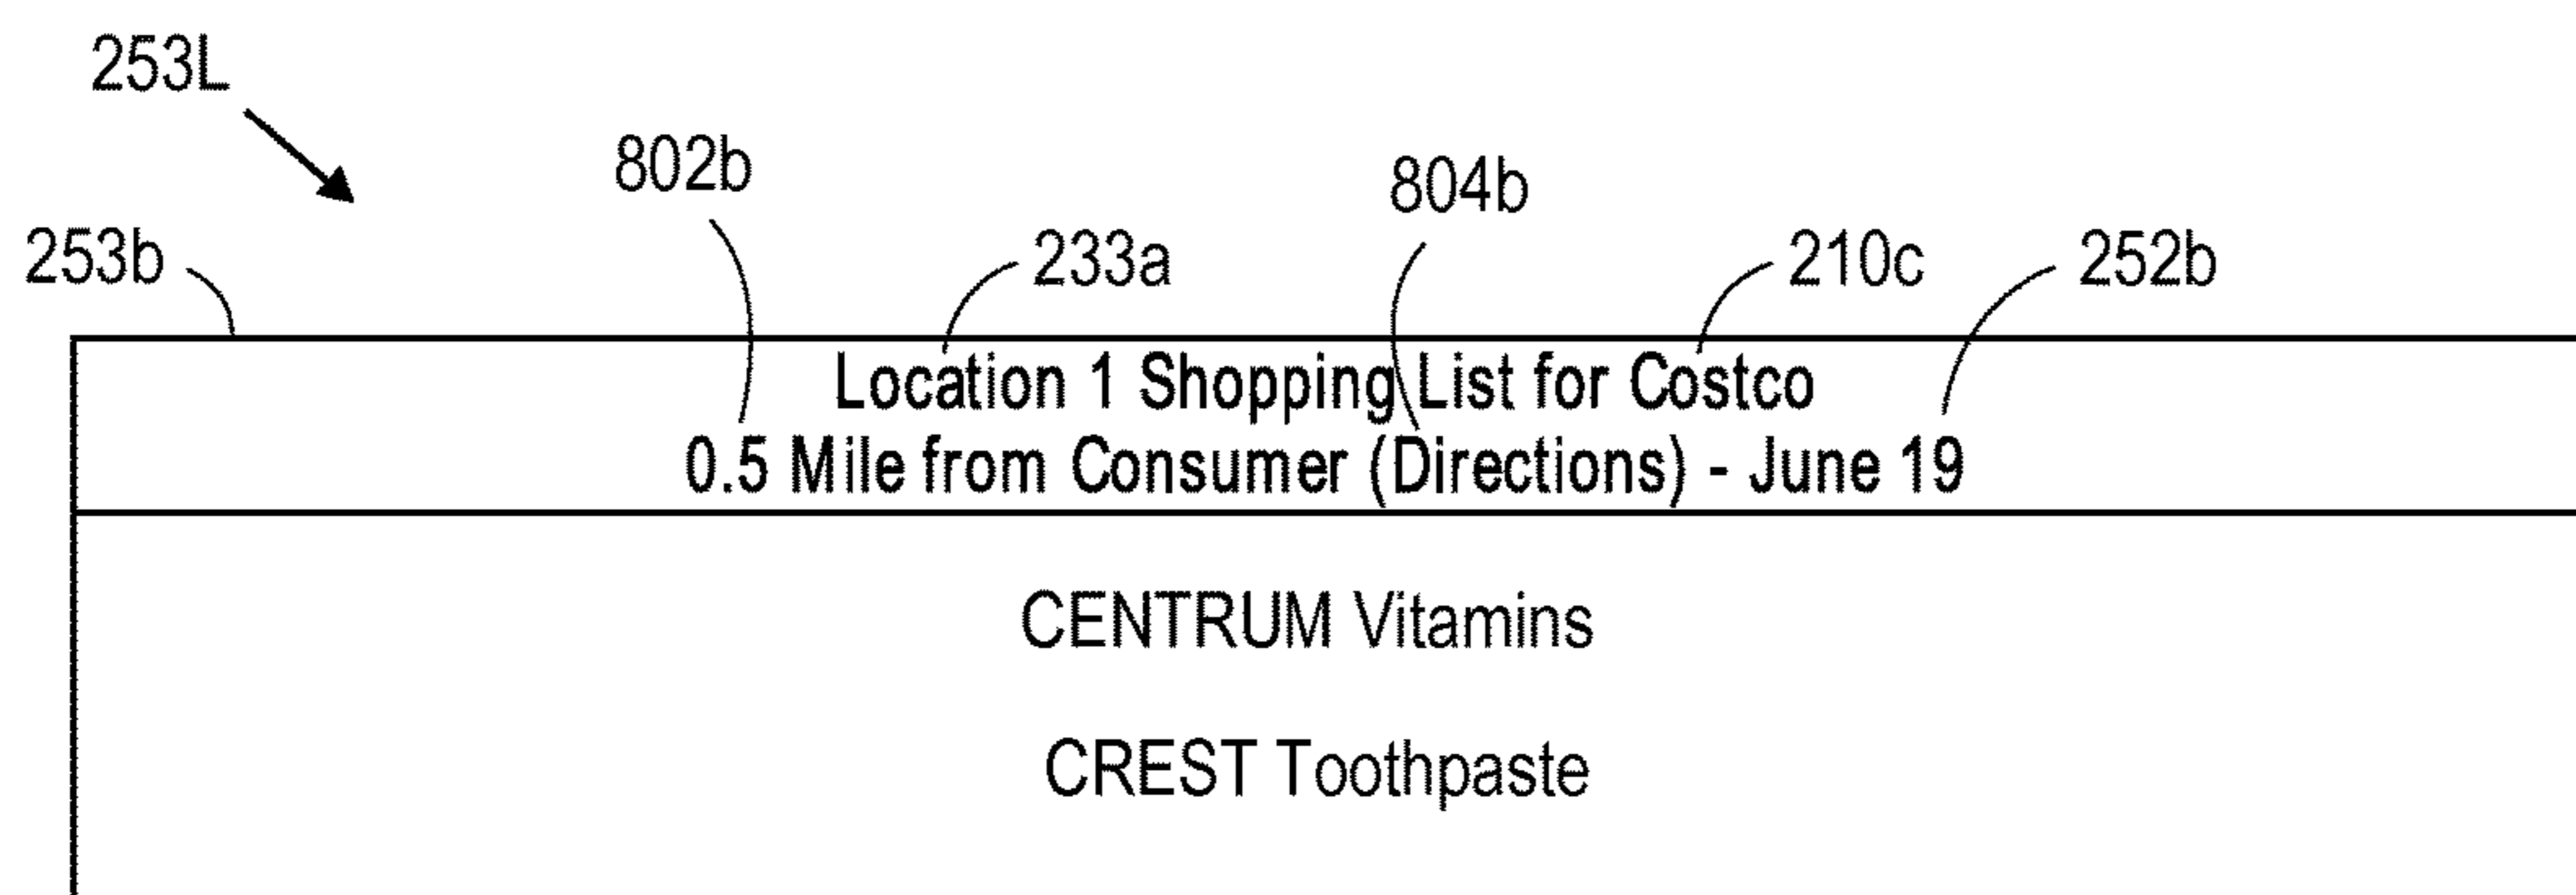 253L
802b
804b
253b
233a
210c
252b
Location 1 Shopping List for Costco
0.5 Mile from Consumer (Directions) - June 19
CENTRUM Vitamins
CREST Toothpaste